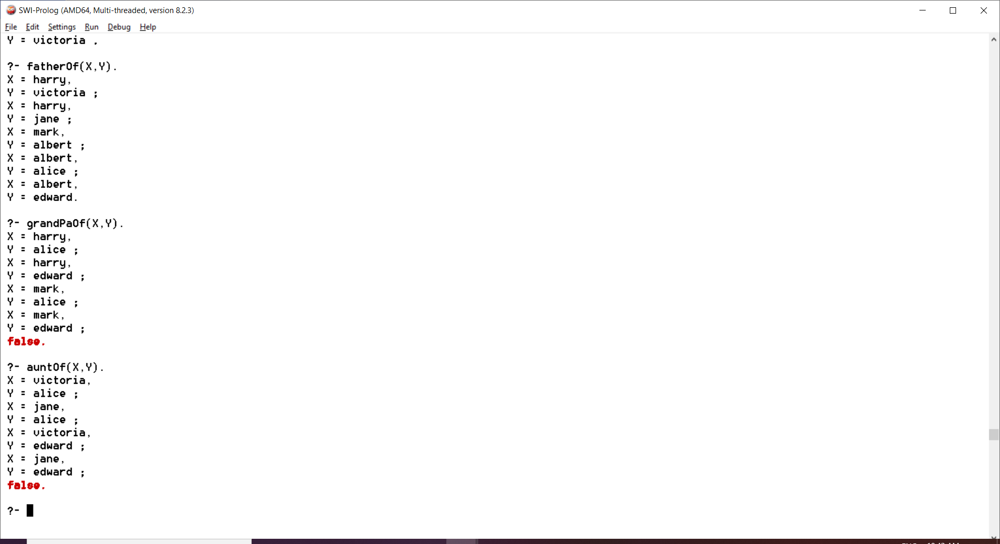 SWI-Prolog (AMD64, Multi-threaded, version 8.2.3)
File Edit Settings Run Debug Help
Y = victoria .
?- fatherOf(X,Y).
X = harry,
Y = victoria ;
X = harry,
Y = jane ;
X = mark,
Y = albert ;
X = albert,
Y = alice ;
X = albert,
Y = edward.
?- grandPaOf(X,Y).
X = harry,
Y = alice ;
X = harry,
Y = edward ;
X = mark,
Y = alice ;
X = mark,
Y = edward ;
false.
?- auntOf(X,Y).
X = victoria,
Y = alice ;
X = jane,
Y = alice ;
X = victoria,
Y = edward ;
X = jane,
Y = edward ;
false.
?-